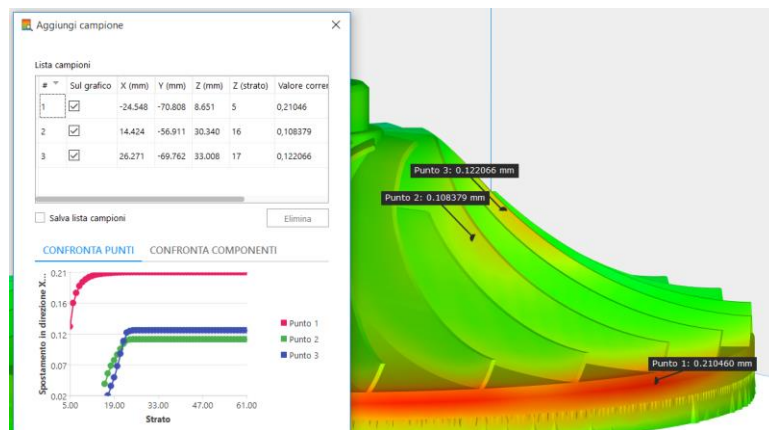 Aggiungi campione
Lista campioni
# Sul grafico X (mm) Y (mm) Z (mm) Z (strato) Valore corren
1 -24.548 -70.808 8.651 5 0,21046
2 14.424 -56.911 30.340 16 0,108379
3 26.271 -69.762 33.008 17 0,122066
Salva lista campioni
Elimina
CONFRONTA PUNTI CONFRONTA COMPONENTI
Spostamento in direzione X...
0.21
0.16
0.12
0.07
0.02
5.00 19.00 33.00 47.00 61.00
Strato
Punto 1
Punto 2
Punto 3
Punto 3: 0.122066 mm
Punto 2: 0.108379 mm
Punto 1: 0.210460 mm